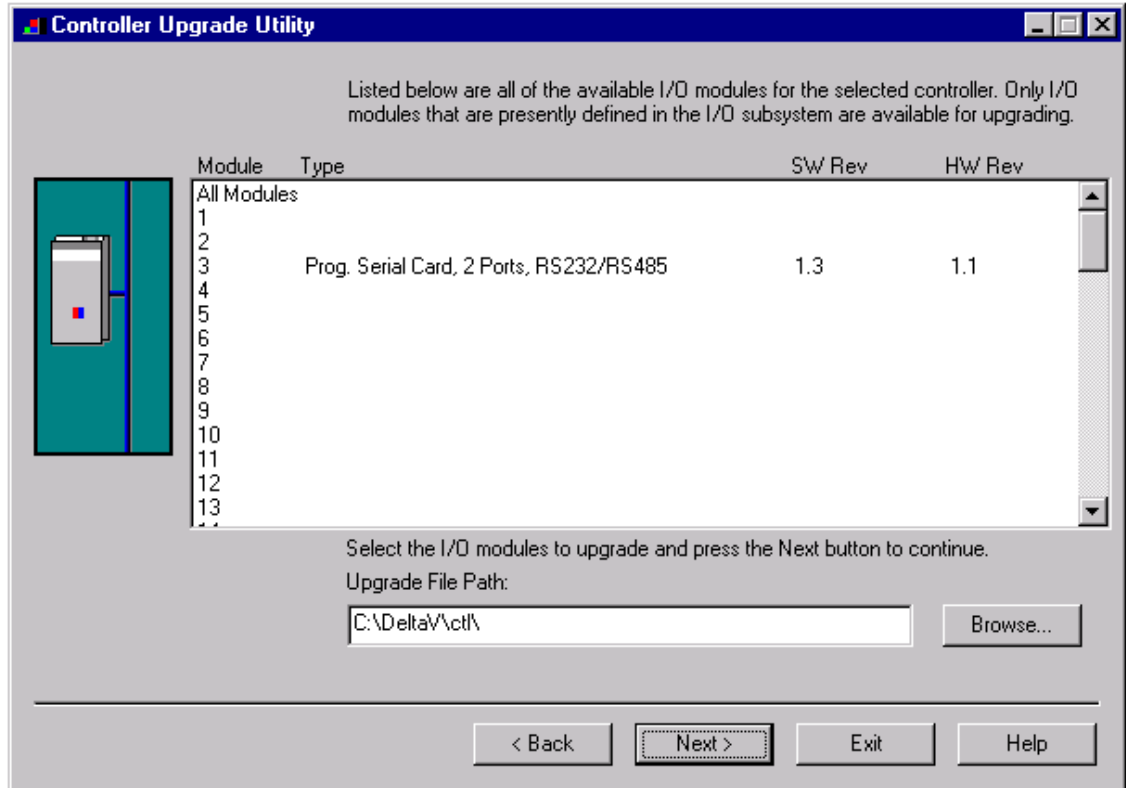 Controller Upgrade Utility
Listed below are all of the available I/O modules for the selected controller. Only I/O
modules that are presently defined in the I/O subsystem are available for upgrading.
Module Type SW Rev HW Rev
All Modules
1
2
3 Prog. Serial Card, 2 Ports, RS232/RS485 1.3 1.1
4
5
6
7
8
9
10
11
12
13
Select the I/O modules to upgrade and press the Next button to continue.
Upgrade File Path:
C:\DeltaV\ctl\
Browse...
< Back Next > Exit Help